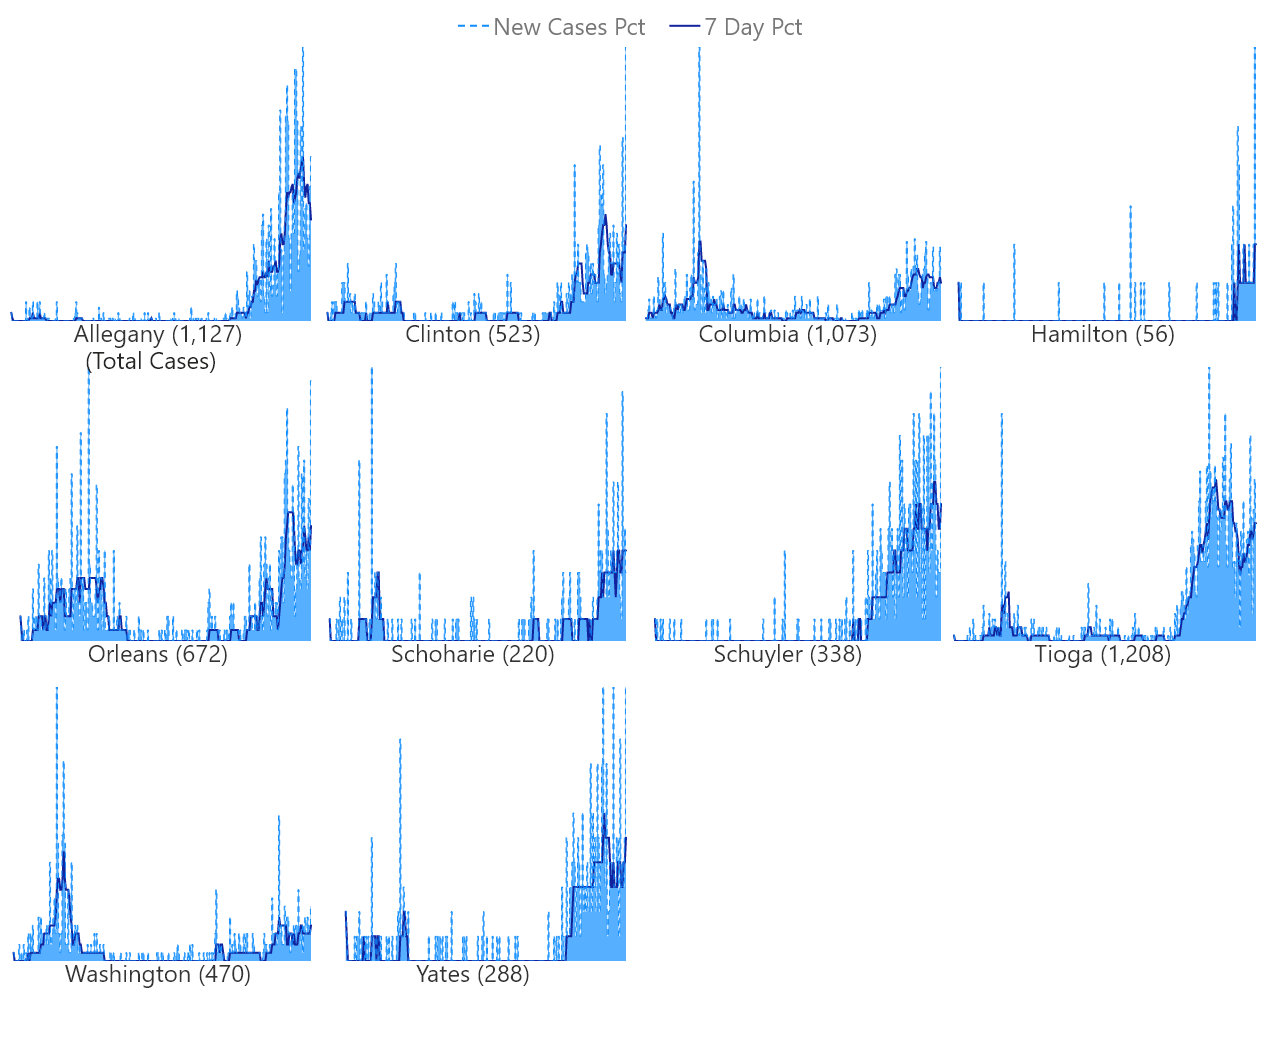 New Cases Pct 7 Day Pct
Allegany (1,127) Clinton (523) Columbia (1,073) Hamilton (56)
(Total Cases)
Orleans (672) Schoharie (220) Schuyler (338) Tioga (1,208)
Washington (470) Yates (288)